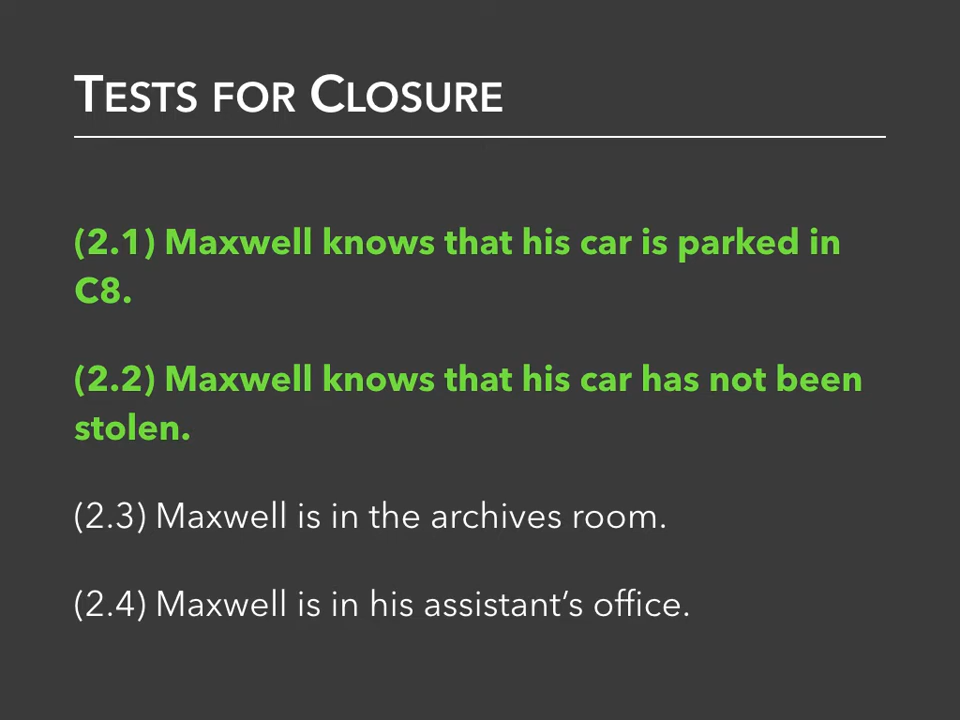 TESTS FOR CLOSURE
(2.1) Maxwell knows that his car is parked in
C8.
(2.2) Maxwell knows that his car has not been
stolen.
(2.3) Maxwell is in the archives room.
(2.4) Maxwell is in his assistant’s office.